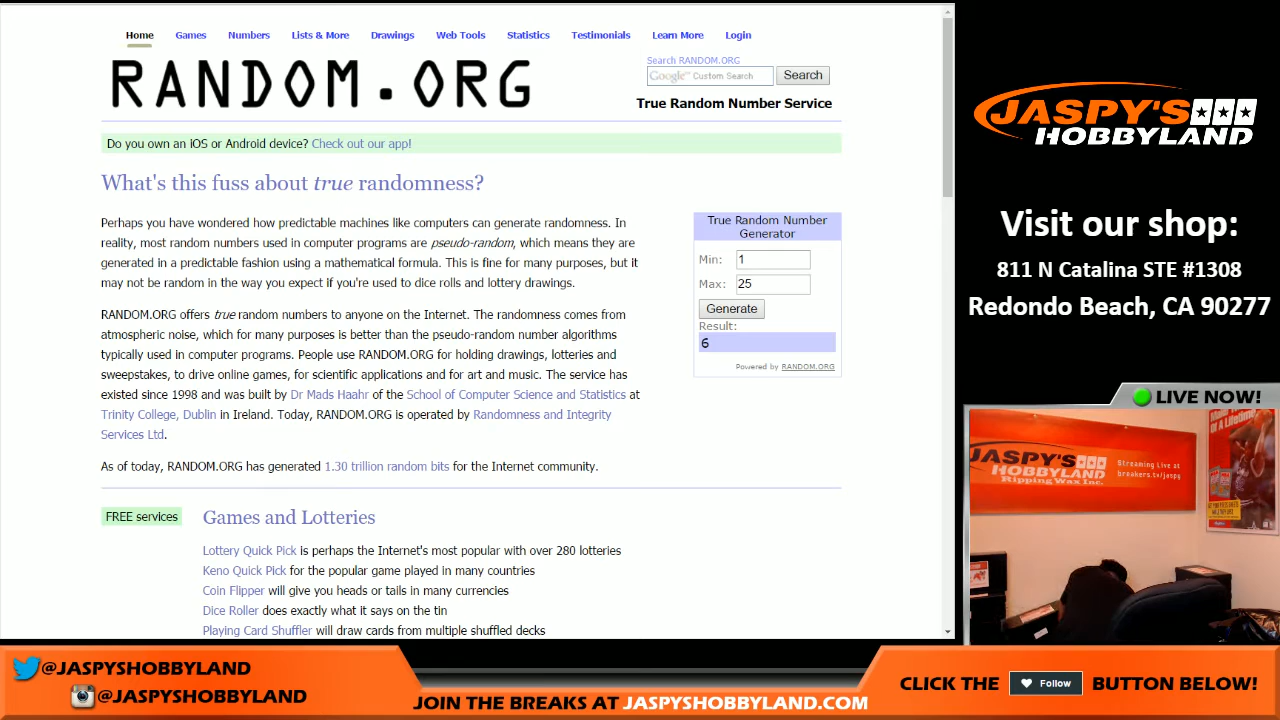 Home Games Numbers Lists & More Drawings Web Tools Statistics Testimonials Learn More Login
RANDOM.ORG
Search RANDOM.ORG
Google™ Custom Search Search
True Random Number Service
Do you own an iOS or Android device? Check out our app!
What's this fuss about true randomness?
Perhaps you have wondered how predictable machines like computers can generate randomness. In
reality, most random numbers used in computer programs are pseudo-random, which means they are
generated in a predictable fashion using a mathematical formula. This is fine for many purposes, but it
may not be random in the way you expect if you're used to dice rolls and lottery drawings.
RANDOM.ORG offers true random numbers to anyone on the Internet. The randomness comes from
atmospheric noise, which for many purposes is better than the pseudo-random number algorithms
typically used in computer programs. People use RANDOM.ORG for holding drawings, lotteries and
sweepstakes, to drive online games, for scientific applications and for art and music. The service has
existed since 1998 and was built by Dr Mads Haahr of the School of Computer Science and Statistics at
Trinity College, Dublin in Ireland. Today, RANDOM.ORG is operated by Randomness and Integrity
Services Ltd.
As of today, RANDOM.ORG has generated 1.30 trillion random bits for the Internet community.
True Random Number
Generator
Min: 1
Max: 25
Generate
Result:
6
Powered by RANDOM.ORG
FREE services
Games and Lotteries
Lottery Quick Pick is perhaps the Internet's most popular with over 280 lotteries
Keno Quick Pick for the popular game played in many countries
Coin Flipper will give you heads or tails in many currencies
Dice Roller does exactly what it says on the tin
Playing Card Shuffler will draw cards from multiple shuffled decks
JASPY'S
HOBBYLAND
Visit our shop:
811 N Catalina STE #1308
Redondo Beach, CA 90277
LIVE NOW!
JASPY'S
HOBBYLAND
Ripping Wax Inc.
Streaming Live at
breakers.tv/jaspy
@JASPYSHOBBYLAND
@JASPYSHOBBYLAND
JOIN THE BREAKS AT JASPYSHOBBYLAND.COM
CLICK THE Follow BUTTON BELOW!